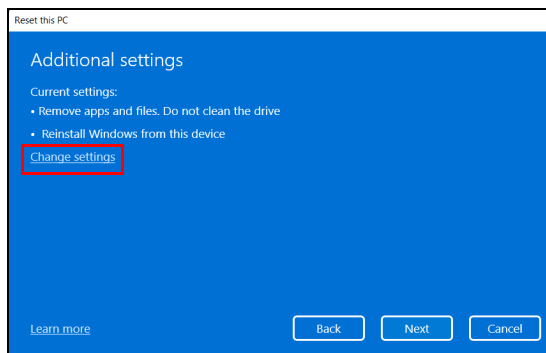 Reset this PC
Additional settings
Current settings:
• Remove apps and files. Do not clean the drive
• Reinstall Windows from this device
Change settings
Learn more
Back
Next
Cancel